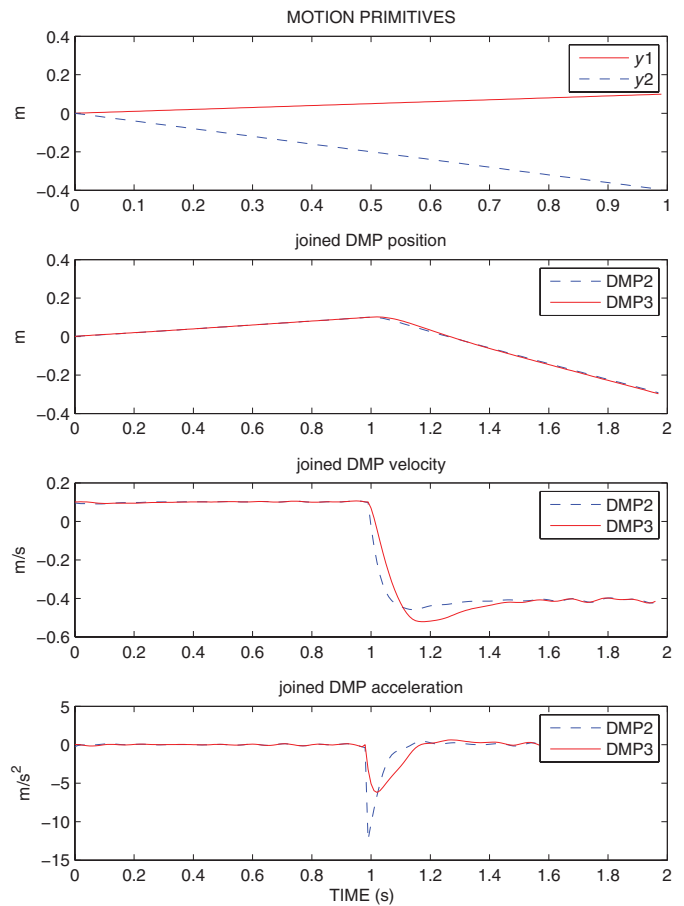 MOTION PRIMITIVES
0.4
0.2
0
−0.2
−0.4
m
y1
y2
0 0.1 0.2 0.3 0.4 0.5 0.6 0.7 0.8 0.9 1
joined DMP position
0.4
0.2
0
−0.2
−0.4
m
DMP2
DMP3
0 0.2 0.4 0.6 0.8 1 1.2 1.4 1.6 1.8 2
joined DMP velocity
0.2
0
−0.2
−0.4
−0.6
m/s
DMP2
DMP3
0 0.2 0.4 0.6 0.8 1 1.2 1.4 1.6 1.8 2
joined DMP acceleration
5
0
−5
−10
−15
m/s²
DMP2
DMP3
0 0.2 0.4 0.6 0.8 1 1.2 1.4 1.6 1.8 2
TIME (s)